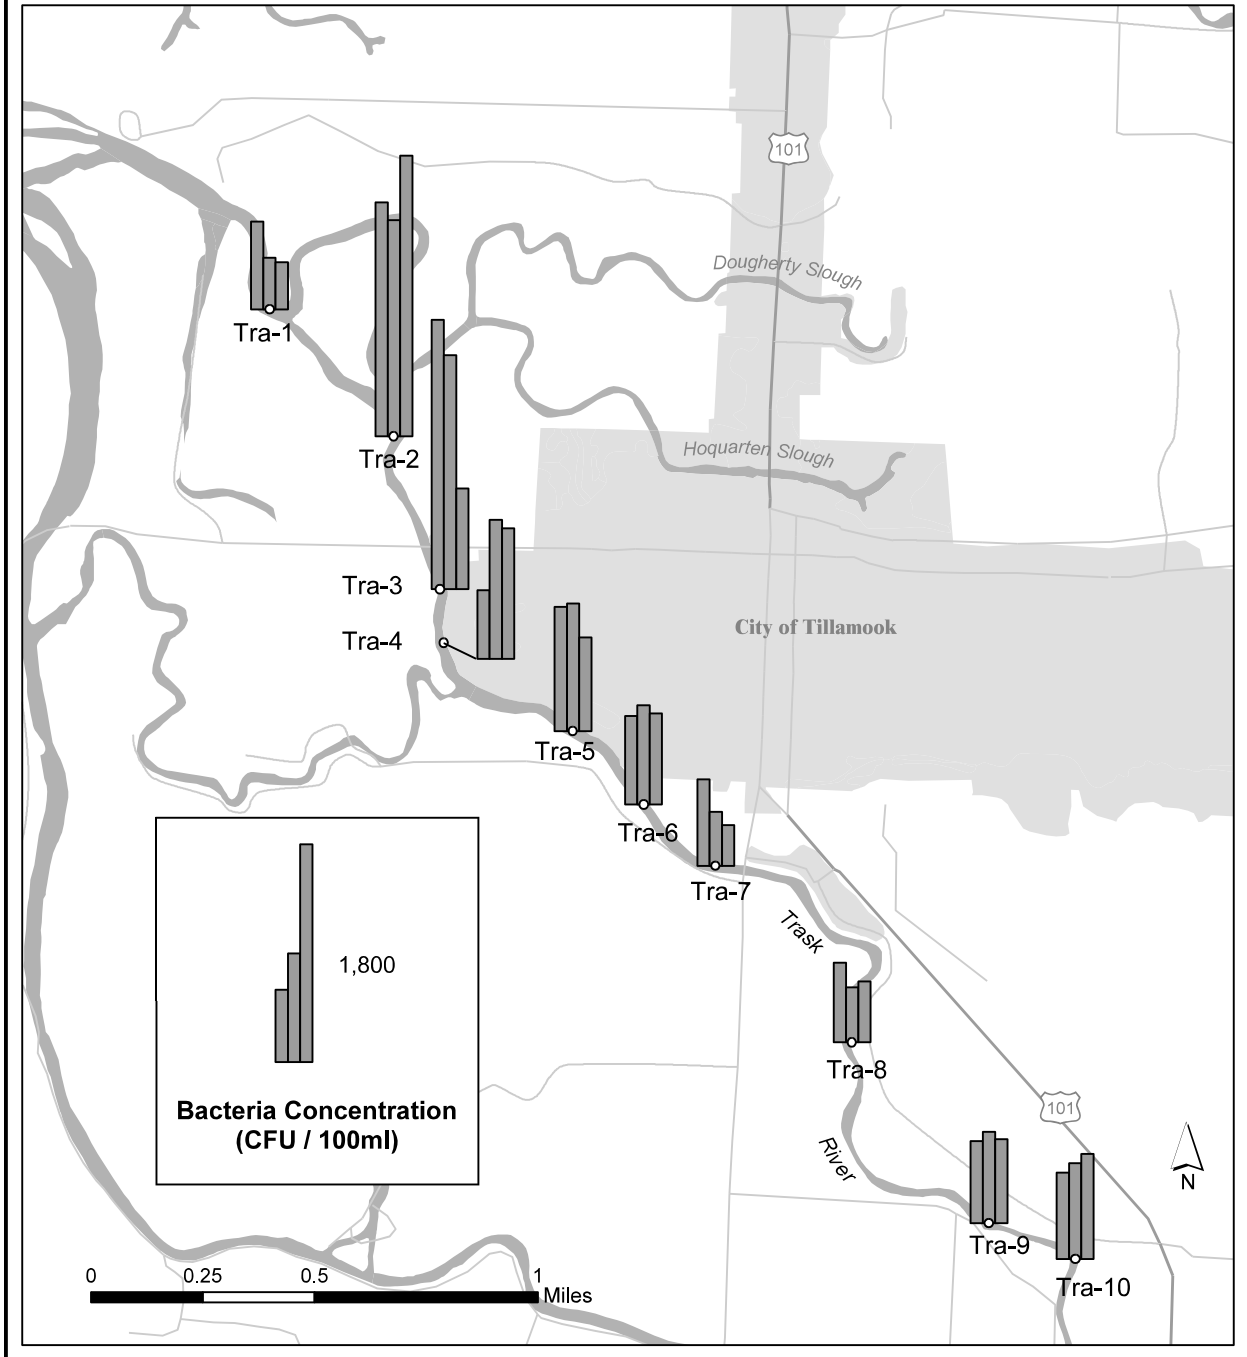 101
Dougherty Slough
Tra-1
Tra-2
Hoquarten Slough
Tra-3
Tra-4
City of Tillamook
Tra-5
Tra-6
Tra-7
Trask
1,800
Tra-8
Bacteria Concentration
(CFU / 100ml)
101
River
N
Tra-9
Tra-10
0 0.25 0.5 1
Miles